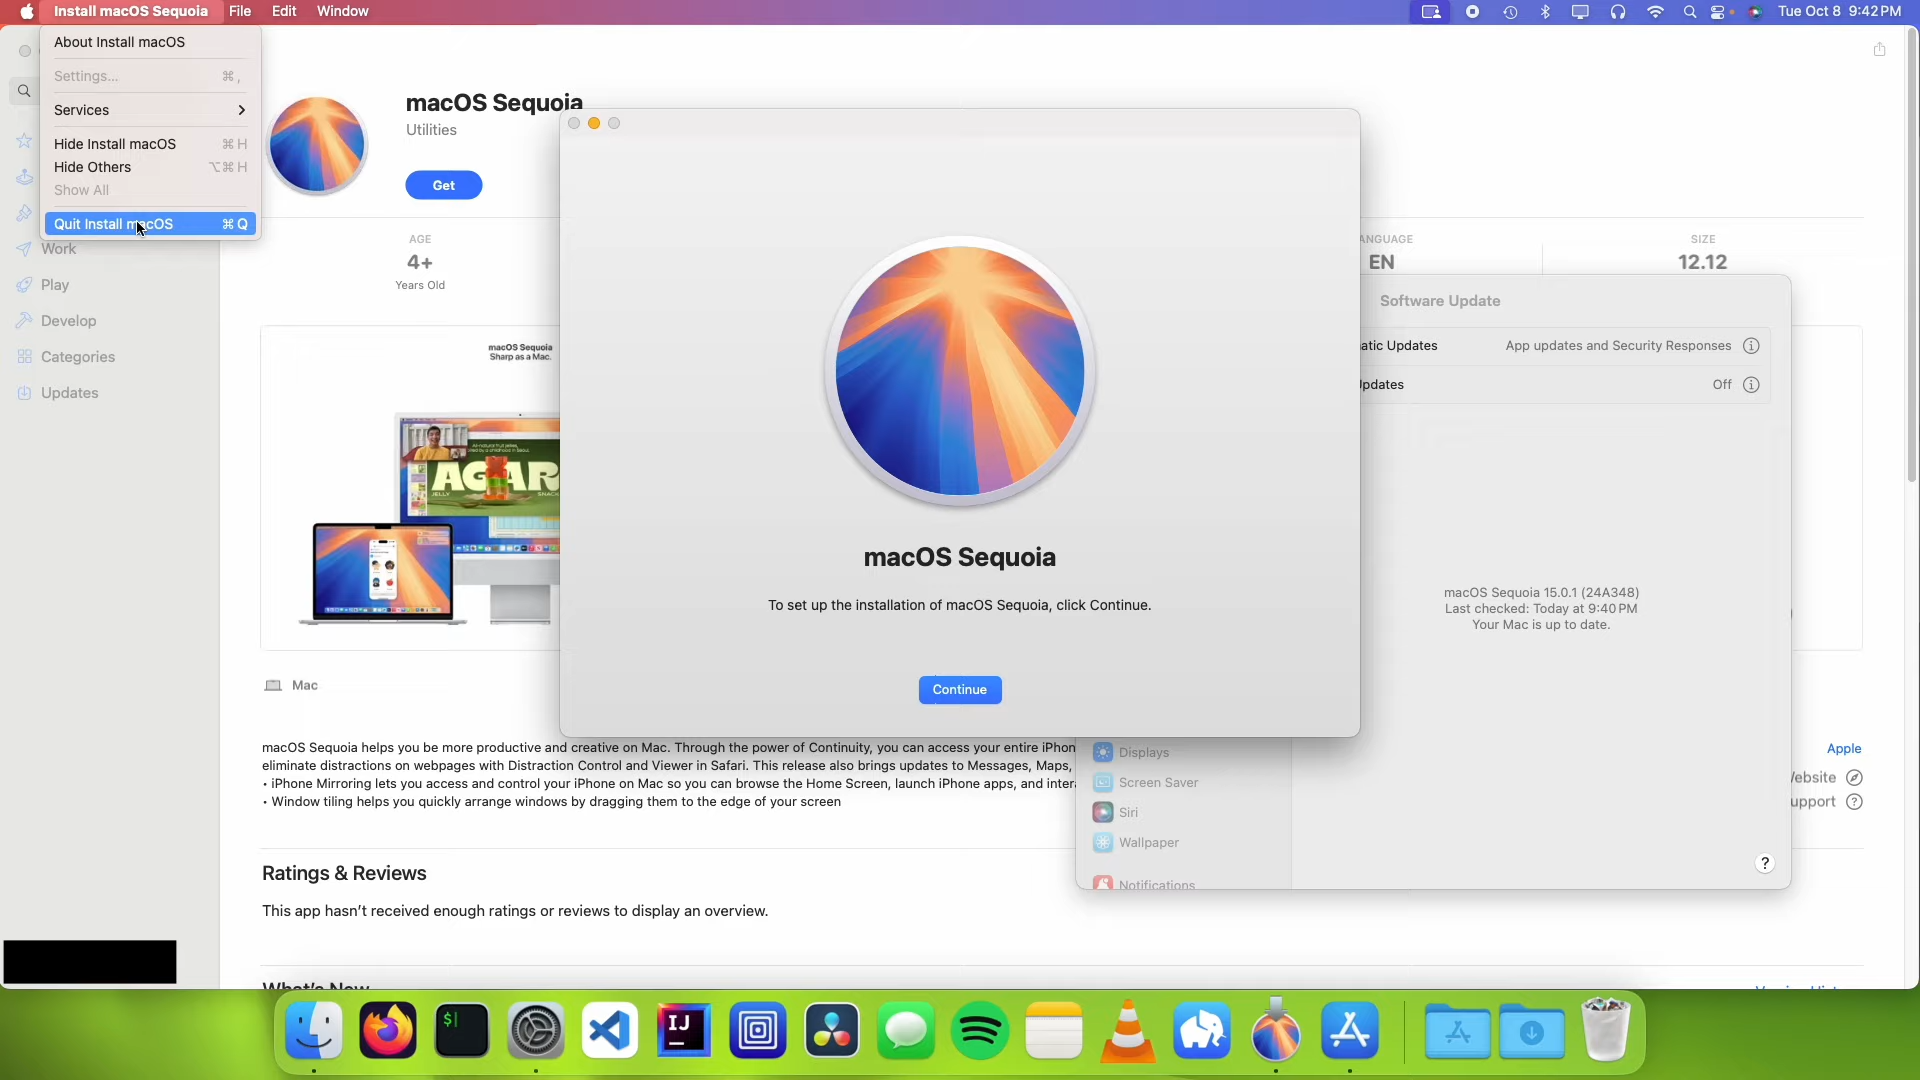 Install macOS Sequoia File Edit Window
Tue Oct 8 9:42 PM
About Install macOS
Settings... ⌘ ,
Services
Hide Install macOS ⌘ H
Hide Others ⌥⌘ H
Show All
Quit Install macOS ⌘ Q
Work
Play
Develop
Categories
Updates
macOS Sequoia
Utilities
Get
AGE
4+
Years Old
ANGUAGE
EN
SIZE
12.12
macOS Sequoia
Sharp as a Mac.
AGAR
JELLY SNACK
Mac
macOS Sequoia
To set up the installation of macOS Sequoia, click Continue.
Continue
Software Update
atic Updates App updates and Security Responses
Updates Off
macOS Sequoia 15.0.1 (24A348)
Last checked: Today at 9:40 PM
Your Mac is up to date.
Displays
Screen Saver
Siri
Wallpaper
Notifications
?
macOS Sequoia helps you be more productive and creative on Mac. Through the power of Continuity, you can access your entire iPhon
eliminate distractions on webpages with Distraction Control and Viewer in Safari. This release also brings updates to Messages, Maps,
• iPhone Mirroring lets you access and control your iPhone on Mac so you can browse the Home Screen, launch iPhone apps, and inter
• Window tiling helps you quickly arrange windows by dragging them to the edge of your screen
Apple
Website
upport
Ratings & Reviews
This app hasn't received enough ratings or reviews to display an overview.
What's New
$
IJ